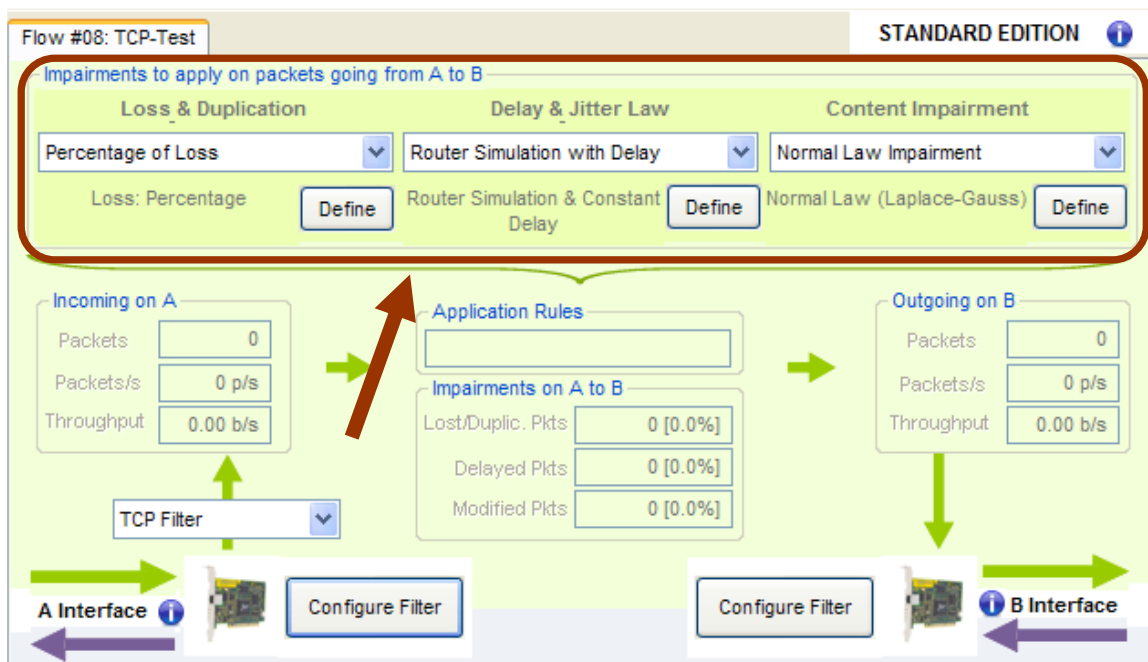 Flow #08: TCP-Test
STANDARD EDITION
Impairments to apply on packets going from A to B
Loss & Duplication
Delay & Jitter Law
Content Impairment
Percentage of Loss
Router Simulation with Delay
Normal Law Impairment
Loss: Percentage
Define
Router Simulation & Constant
Delay
Define
Normal Law (Laplace-Gauss)
Define
Incoming on A
Packets
0
Packets/s
0 p/s
Throughput
0.00 b/s
Application Rules
Impairments on A to B
Lost/Duplic. Pkts
0 [0.0%]
Delayed Pkts
0 [0.0%]
Modified Pkts
0 [0.0%]
Outgoing on B
Packets
0
Packets/s
0 p/s
Throughput
0.00 b/s
TCP Filter
A Interface
Configure Filter
Configure Filter
B Interface